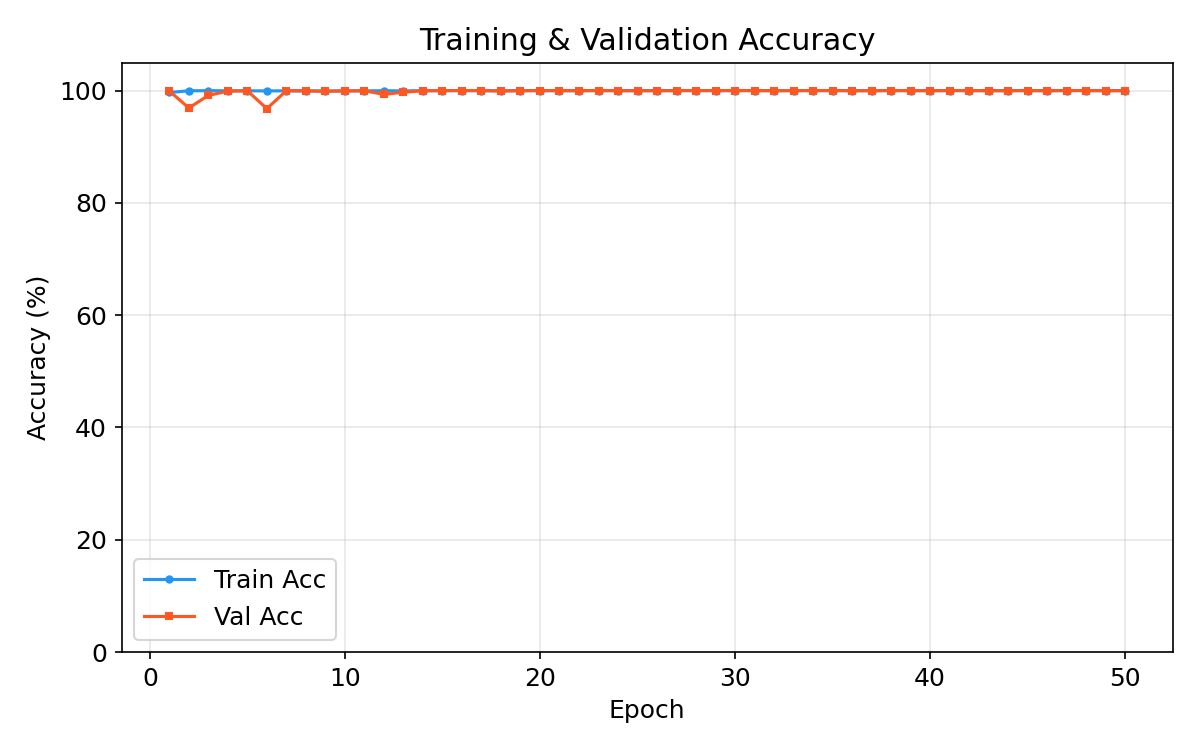 Training & Validation Accuracy
Accuracy (%)
100
80
60
40
20
0
Train Acc
Val Acc
0 10 20 30 40 50
Epoch